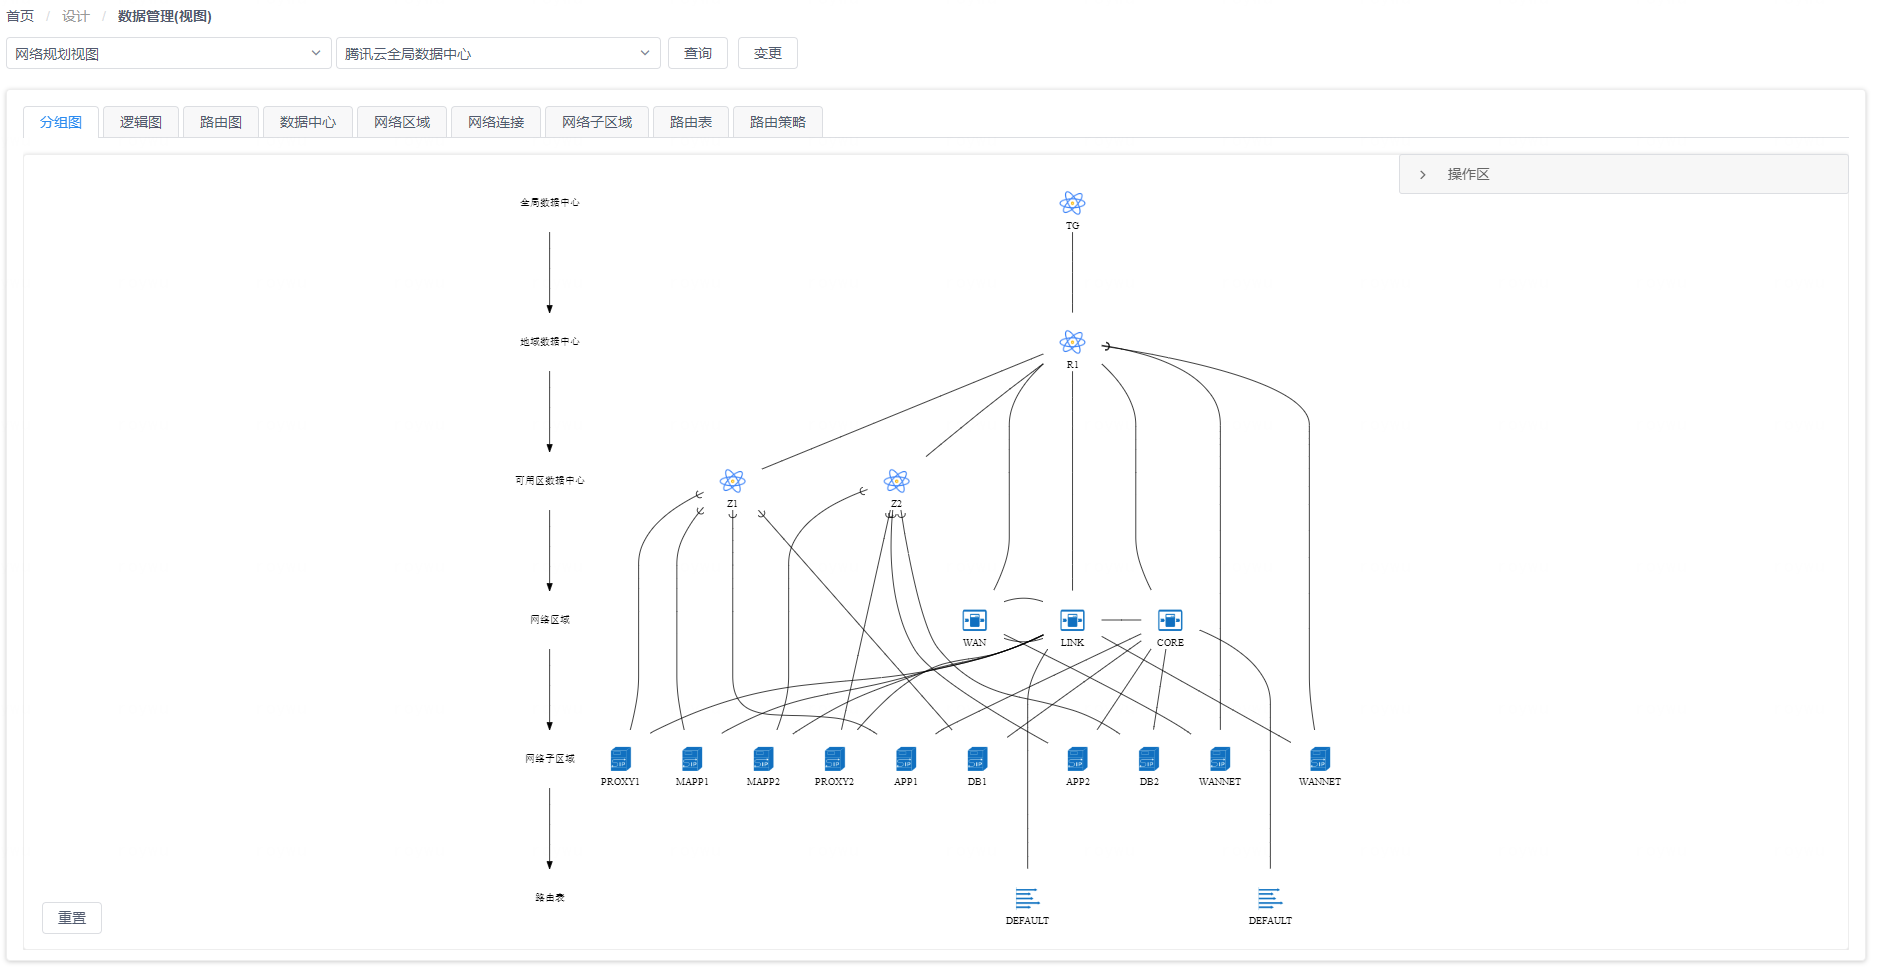 首页 / 设计 / 数据管理(视图)
网络规划视图 腾讯云全局数据中心 查询 变更
分组图 逻辑图 路由图 数据中心 网络区域 网络连接 网络子区域 路由表 路由策略
操作区
全局数据中心
TG
地域数据中心
R1
可用区数据中心
Z1 Z2
网络区域
WAN LINK CORE
网络子区域
PROXY1 MAPP1 MAPP2 PROXY2 APP1 DB1 APP2 DB2 WANNET WANNET
路由表
重置
DEFAULT DEFAULT